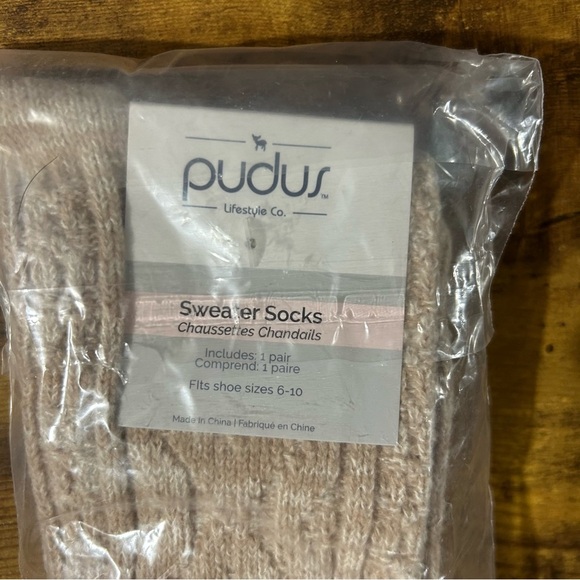 pudus™
Lifestyle Co.
Sweater Socks
Chaussettes Chandails
Includes: 1 pair
Comprend: 1 paire
Fits shoe sizes 6-10
Made in China | Fabriqué en Chine